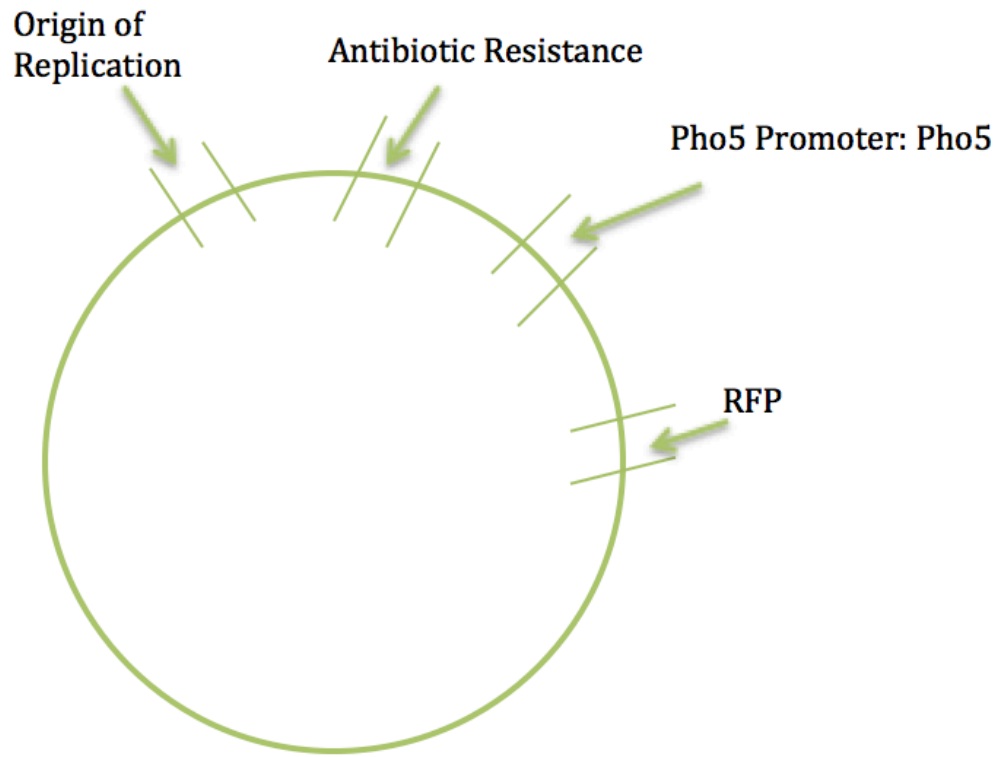 Origin of
Replication
Antibiotic Resistance
Pho5 Promoter: Pho5
RFP